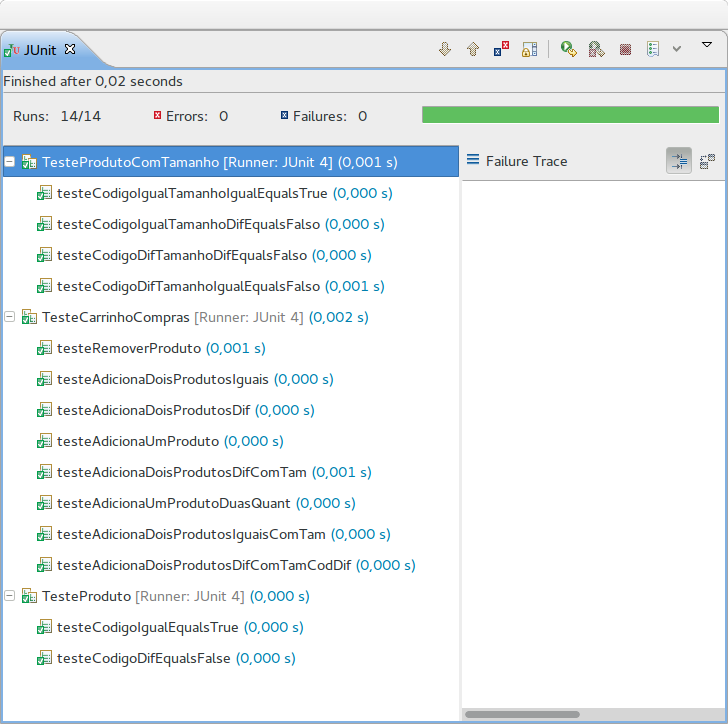 JUnit
Finished after 0,02 seconds
Runs: 14/14 Errors: 0 Failures: 0
TesteProdutoComTamanho [Runner: JUnit 4] (0,001 s)
Failure Trace
testeCodigoIgualTamanhoIgualEqualsTrue (0,000 s)
testeCodigoIgualTamanhoDifEqualsFalso (0,000 s)
testeCodigoDifTamanhoDifEqualsFalso (0,000 s)
testeCodigoDifTamanhoIgualEqualsFalso (0,001 s)
TesteCarrinhoCompras [Runner: JUnit 4] (0,002 s)
testeRemoverProduto (0,001 s)
testeAdicionaDoisProdutosIguais (0,000 s)
testeAdicionaDoisProdutosDif (0,000 s)
testeAdicionaUmProduto (0,000 s)
testeAdicionaDoisProdutosDifComTam (0,001 s)
testeAdicionaUmProdutoDuasQuant (0,000 s)
testeAdicionaDoisProdutosIguaisComTam (0,000 s)
testeAdicionaDoisProdutosDifComTamCodDif (0,000 s)
TesteProduto [Runner: JUnit 4] (0,000 s)
testeCodigoIgualEqualsTrue (0,000 s)
testeCodigoDifEqualsFalse (0,000 s)